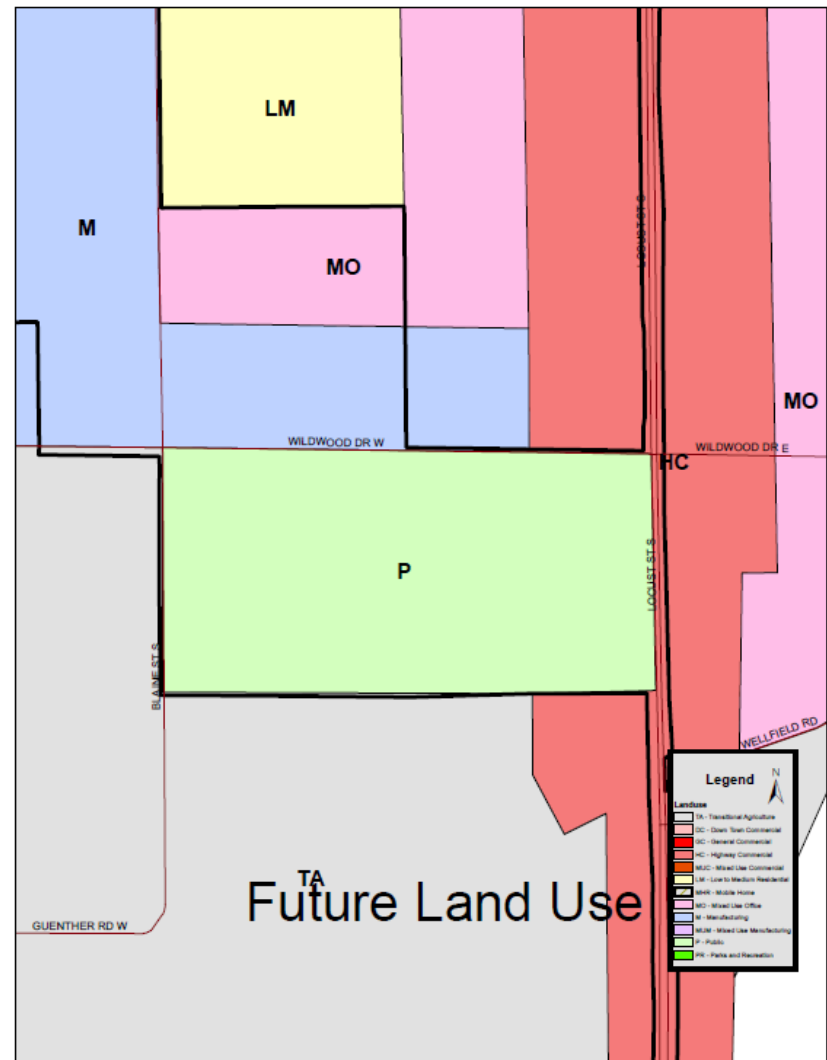 LM
M
MO
LOCUST ST S
MO
WILDWOOD DR W
WILDWOOD DR E
HC
P
LOCUST ST S
BLAINE ST S
WELLFIELD RD
Legend
N
Landuse
TA - Transitional Agriculture
DC - Down Town Commercial
GC - General Commercial
HC - Highway Commercial
MUC - Mixed Use Commercial
LM - Low to Medium Residential
MHR - Mobile Home
MO - Mixed Use Office
M - Manufacturing
MUM - Mixed Use Manufacturing
P - Public
PR - Parks and Recreation
TA
Future Land Use
GUENTHER RD W